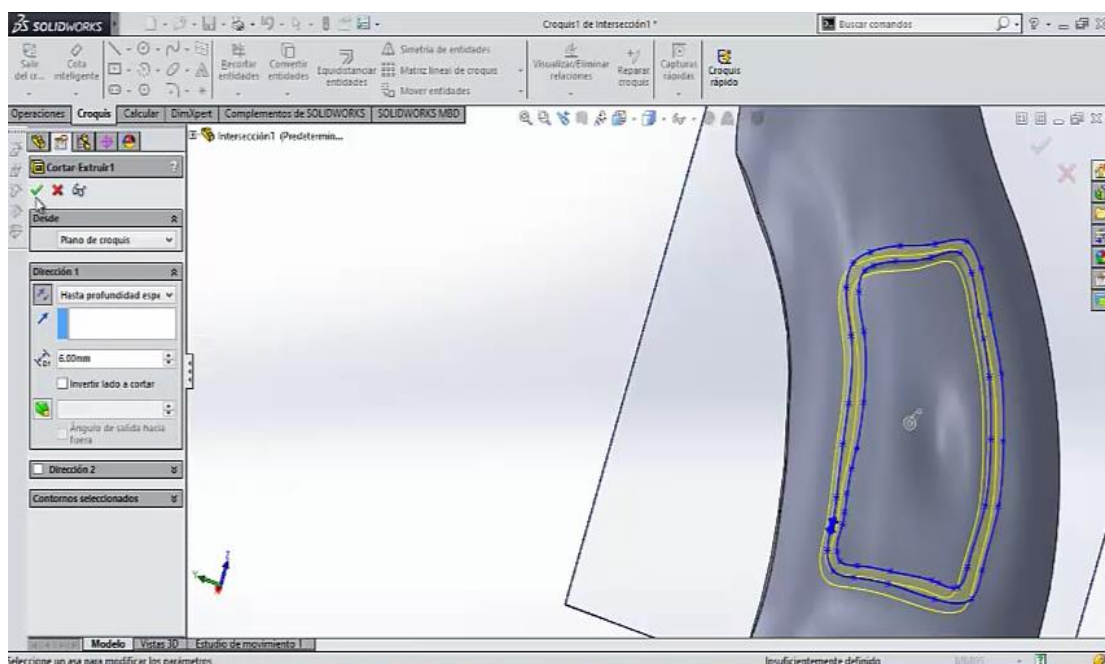 SOLIDWORKS
Croquis1 de Intersección1 *
Buscar comandos
Salir del cr...
Cota inteligente
Recortar entidades
Convertir entidades
Equidistanciar entidades
Simetría de entidades
Matriz lineal de croquis
Mover entidades
Visualizar/Eliminar relaciones
Reparar croquis
Capturas rápidas
Croquis rápido
Operaciones
Croquis
Calcular
DimXpert
Complementos de SOLIDWORKS
SOLIDWORKS MBD
Intersección1 (Predetermin...
Cortar-Extruir1
?
Desde
Plano de croquis
Dirección 1
Hasta profundidad espe
6.00mm
Invertir lado a cortar
Ángulo de salida hacia fuera
Dirección 2
Contornos seleccionados
Y
Z
Modelo
Vistas 3D
Estudio de movimiento 1
Seleccione un asa para modificar los parámetros.
Insuficientemente definido
MMGS